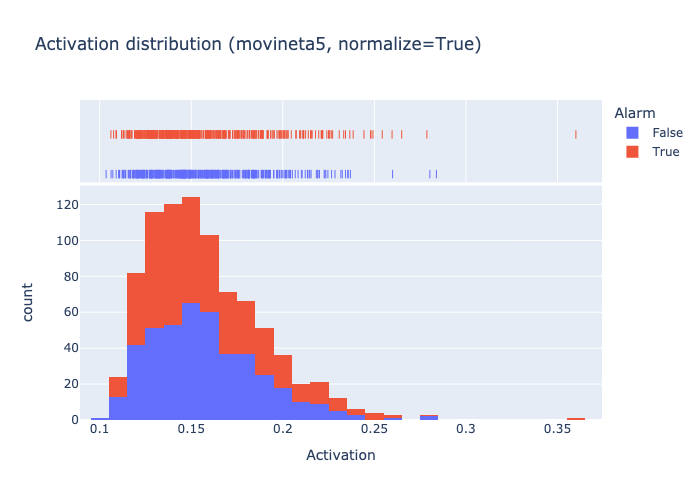 Activation distribution (movineta5, normalize=True)
Alarm
False
True
120
100
80
60
40
20
0
count
0.1 0.15 0.2 0.25 0.3 0.35
Activation